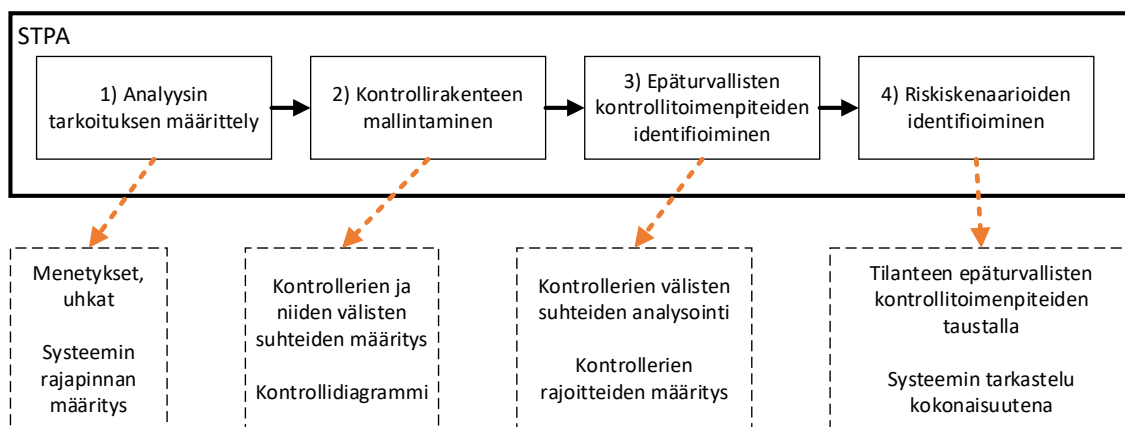 STPA
1) Analyysin
tarkoituksen määrittely
2) Kontrollirakenteen
mallintaminen
3) Epäturvallisten
kontrollitoimenpiteiden
identifioiminen
4) Riskiskenaarioiden
identifioiminen
Menetykset,
uhkat
Systeemin
rajapinnan
määritys
Kontrollerien ja
niiden välisten
suhteiden määritys
Kontrollidiagrammi
Kontrollerien välisten
suhteiden analysointi
Kontrollerien
rajoitteiden määritys
Tilanteen epäturvallisten
kontrollitoimenpiteiden
taustalla
Systeemin tarkastelu
kokonaisuutena